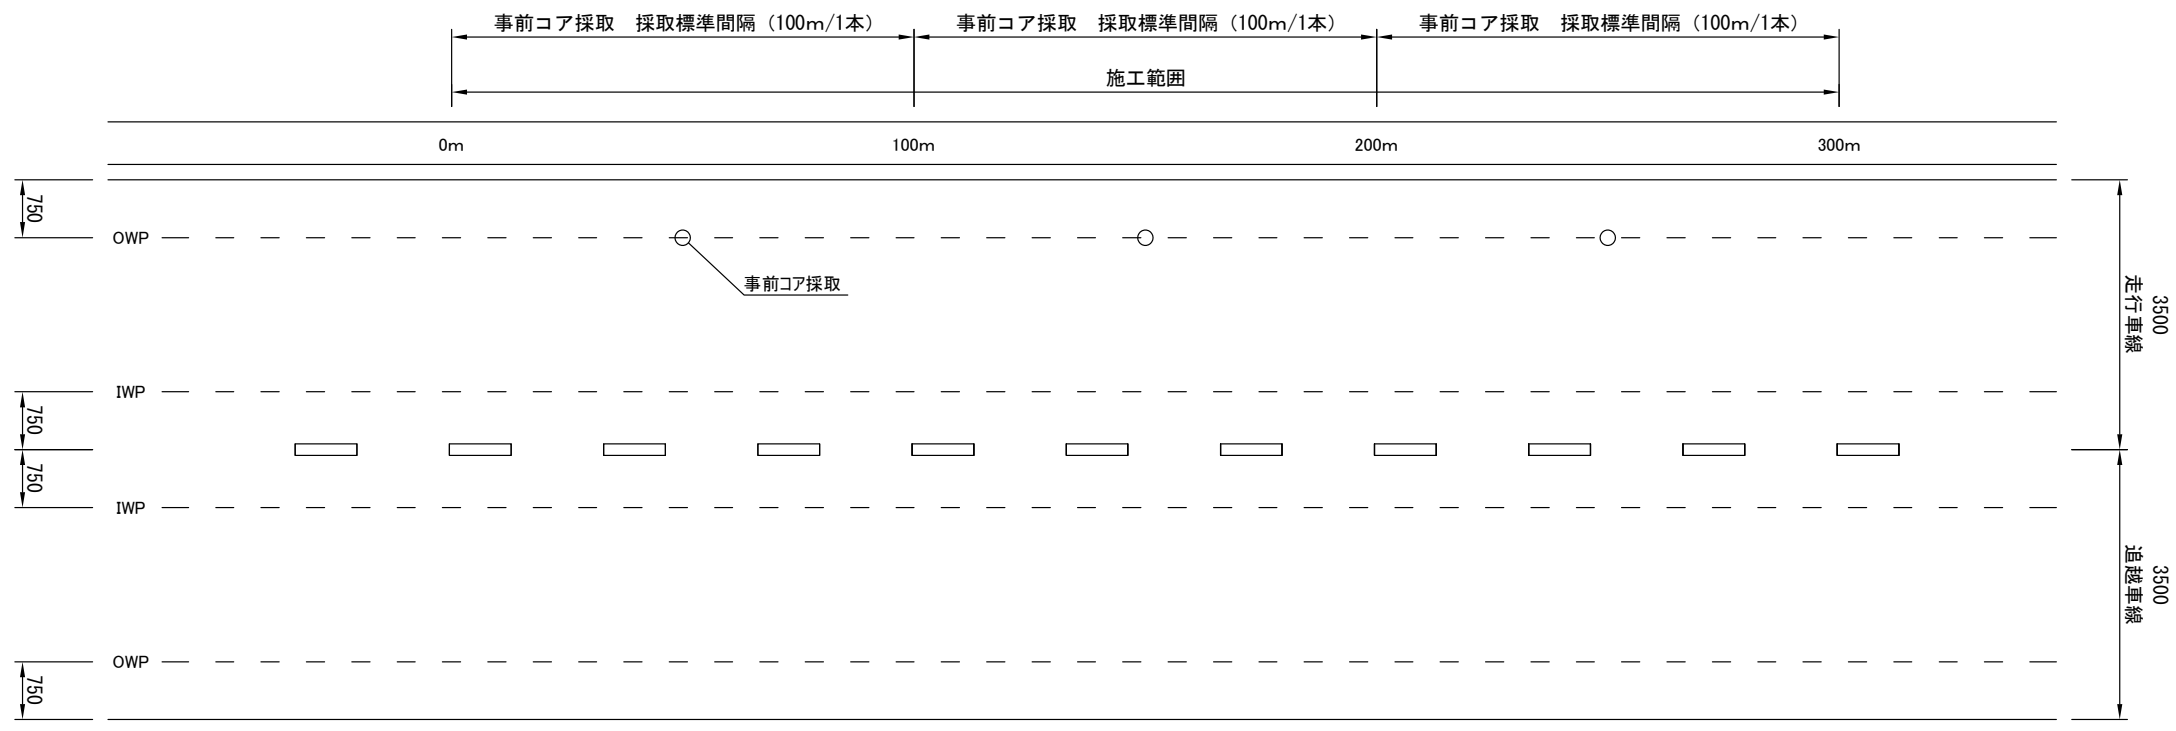 事前コア採取　採取標準間隔（100m/1本）
事前コア採取　採取標準間隔（100m/1本）
事前コア採取　採取標準間隔（100m/1本）
施工範囲
0m
100m
200m
300m
750
OWP
事前コア採取
3500
走行車線
IWP
750
750
IWP
3500
追越車線
OWP
750